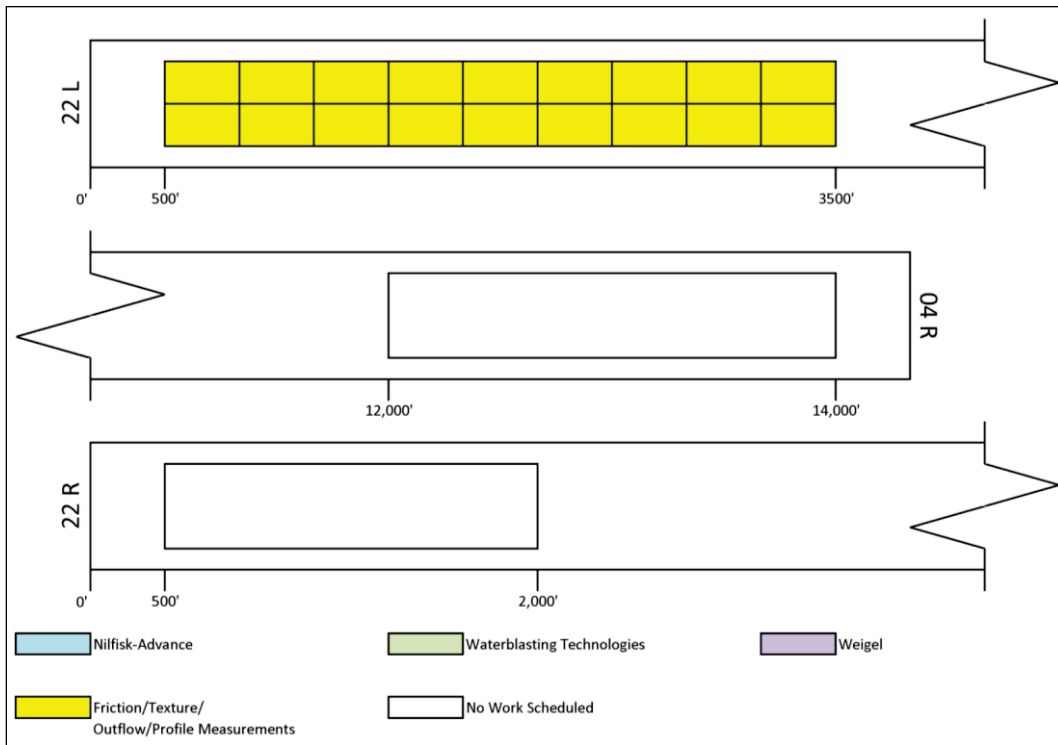 22 L
0'
500'
3500'
04 R
12,000'
14,000'
22 R
0'
500'
2,000'
Nilfisk-Advance
Waterblasting Technologies
Weigel
Friction/Texture/
Outflow/Profile Measurements
No Work Scheduled